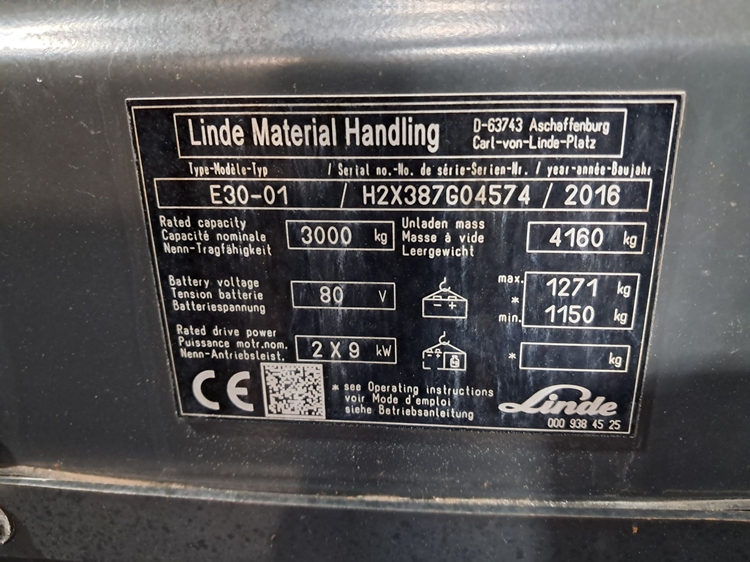 Linde Material Handling
D-63743 Aschaffenburg
Carl-von-Linde-Platz
Type-Modèle-Typ / Serial no.-No. de série-Serien-Nr. / year-année-Baujahr
E30-01 / H2X387G04574 / 2016
Rated capacity
Capacité nominale
Nenn-Tragfähigkeit
3000 kg
Unladen mass
Masse à vide
Leergewicht
4160 kg
Battery voltage
Tension batterie
Batteriespannung
80 V
- +
max. 1271 kg
*
min. 1150 kg
Rated drive power
Puissance motr.nom.
Nenn-Antriebsleist.
2 X 9 kW
* kg
CE
* see Operating instructions
voir Mode d'emploi
siehe Betriebsanleitung
Linde
000 938 45 25